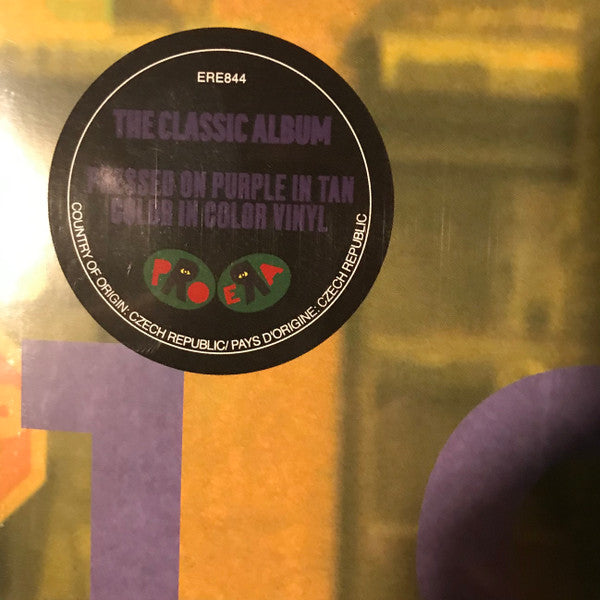 ERE844
THE CLASSIC ALBUM
PRESSED ON PURPLE IN TAN
COLOR IN COLOR VINYL
PRO ERA
COUNTRY OF ORIGIN: CZECH REPUBLIC/ PAYS D'ORIGINE: CZECH REPUBLIC
1